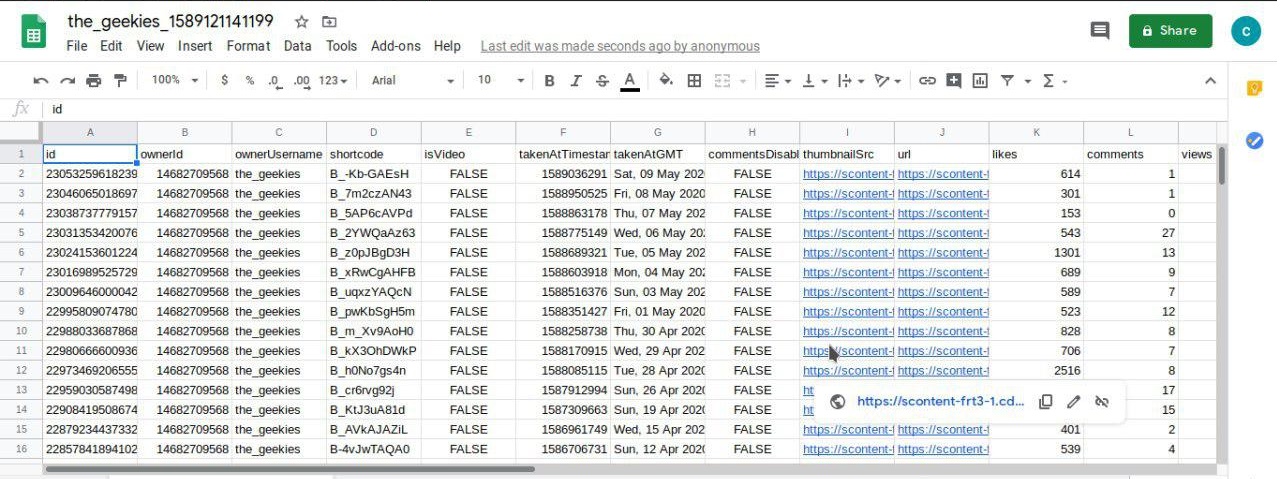 the_geekies_1589121141199
File Edit View Insert Format Data Tools Add-ons Help Last edit was made seconds ago by anonymous
Share
C
100% $ % .0 .00 123 Arial 10 B I S A
fx id
A B C D E F G H I J K L
1 id ownerId ownerUsername shortcode isVideo takenAtTimestan takenAtGMT commentsDisabl thumbnailSrc url likes comments views
2 23053259618239 14682709568 the_geekies B_-Kb-GAEsH FALSE 1589036291 Sat, 09 May 202 FALSE https://scontent-f https://scontent-f 614 1
3 23046065018697 14682709568 the_geekies B_7m2czAN43 FALSE 1588950525 Fri, 08 May 2020 FALSE https://scontent-f https://scontent-f 301 1
4 23038737779157 14682709568 the_geekies B_5AP6cAVPd FALSE 1588863178 Thu, 07 May 202 FALSE https://scontent-f https://scontent-f 153 0
5 23031353420076 14682709568 the_geekies B_2YWQaAz63 FALSE 1588775149 Wed, 06 May 20 FALSE https://scontent-f https://scontent-f 543 27
6 23024153601224 14682709568 the_geekies B_z0pJBgD3H FALSE 1588689321 Tue, 05 May 202 FALSE https://scontent-f https://scontent-f 1301 13
7 23016989525729 14682709568 the_geekies B_xRwCgAHFB FALSE 1588603918 Mon, 04 May 202 FALSE https://scontent-f https://scontent-f 689 9
8 23009646000042 14682709568 the_geekies B_uqxzYAQcN FALSE 1588516376 Sun, 03 May 202 FALSE https://scontent-f https://scontent-f 589 7
9 22995809074780 14682709568 the_geekies B_pwKbSgH5m FALSE 1588351427 Fri, 01 May 2020 FALSE https://scontent-f https://scontent-f 523 12
10 22988033687868 14682709568 the_geekies B_m_Xv9AoH0 FALSE 1588258738 Thu, 30 Apr 2020 FALSE https://scontent-f https://scontent-f 828 8
11 22980666600936 14682709568 the_geekies B_kX3OhDWkP FALSE 1588170915 Wed, 29 Apr 202 FALSE https://scontent-f https://scontent-f 706 7
12 22973469206555 14682709568 the_geekies B_h0No7gs4n FALSE 1588085115 Tue, 28 Apr 2020 FALSE https://scontent-f https://scontent-f 2516 8
13 22959030587498 14682709568 the_geekies B_cr6rvg92j FALSE 1587912994 Sun, 26 Apr 2020 FALSE ht 17
https://scontent-frt3-1.cd...
14 22908419508674 14682709568 the_geekies B_KtJ3uA81d FALSE 1587309663 Sun, 19 Apr 2020 FALSE ht 15
15 22879234437332 14682709568 the_geekies B_AVkAJAZiL FALSE 1586961749 Wed, 15 Apr 202 FALSE https://scontent-f https://scontent-f 401 2
16 22857841894102 14682709568 the_geekies B-4vJwTAQA0 FALSE 1586706731 Sun, 12 Apr 2020 FALSE https://scontent-f https://scontent-f 539 4